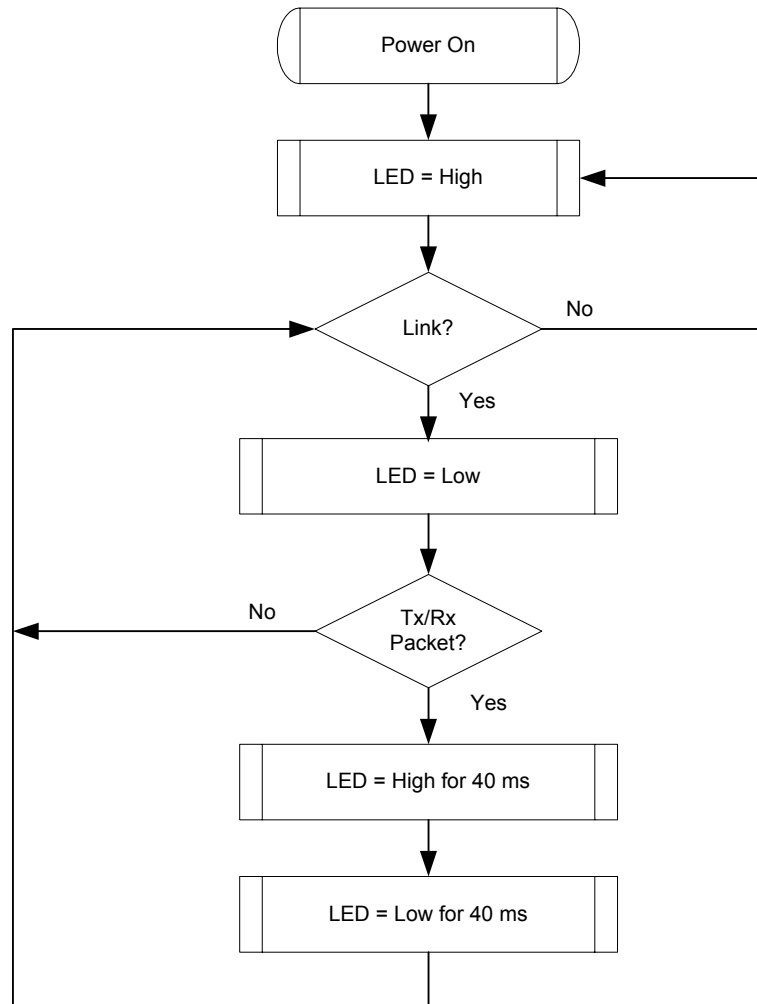 Power On
LED = High
Link?
No
Yes
LED = Low
No
Tx/Rx
Packet?
Yes
LED = High for 40 ms
LED = Low for 40 ms